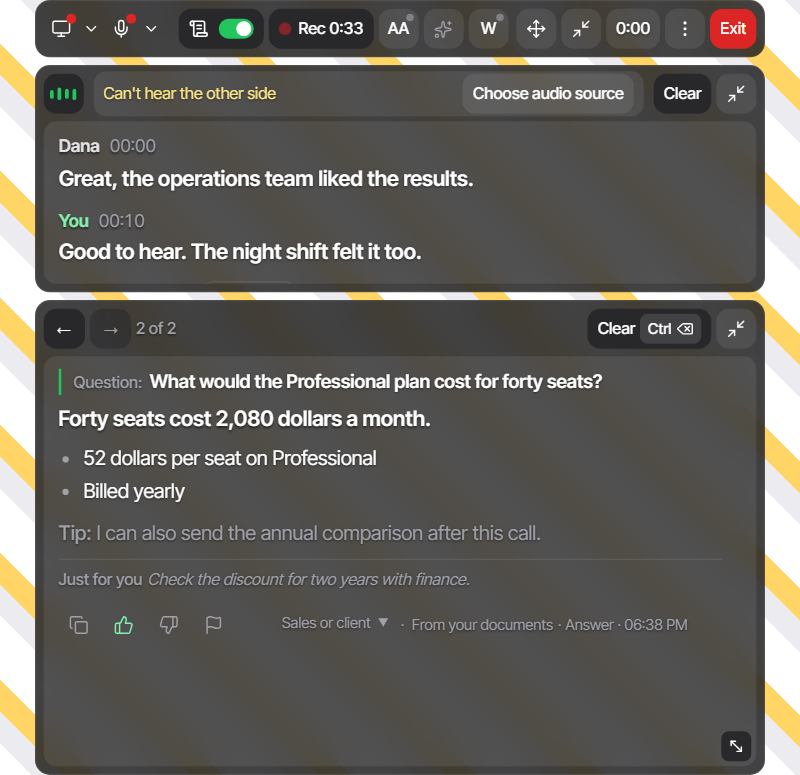 Rec 0:33 AA W 0:00 Exit
Can't hear the other side Choose audio source Clear
Dana 00:00
Great, the operations team liked the results.
You 00:10
Good to hear. The night shift felt it too.
← → 2 of 2 Clear Ctrl
Question: What would the Professional plan cost for forty seats?
Forty seats cost 2,080 dollars a month.
• 52 dollars per seat on Professional
• Billed yearly
Tip: I can also send the annual comparison after this call.
Just for you Check the discount for two years with finance.
Sales or client ▼ · From your documents · Answer · 06:38 PM